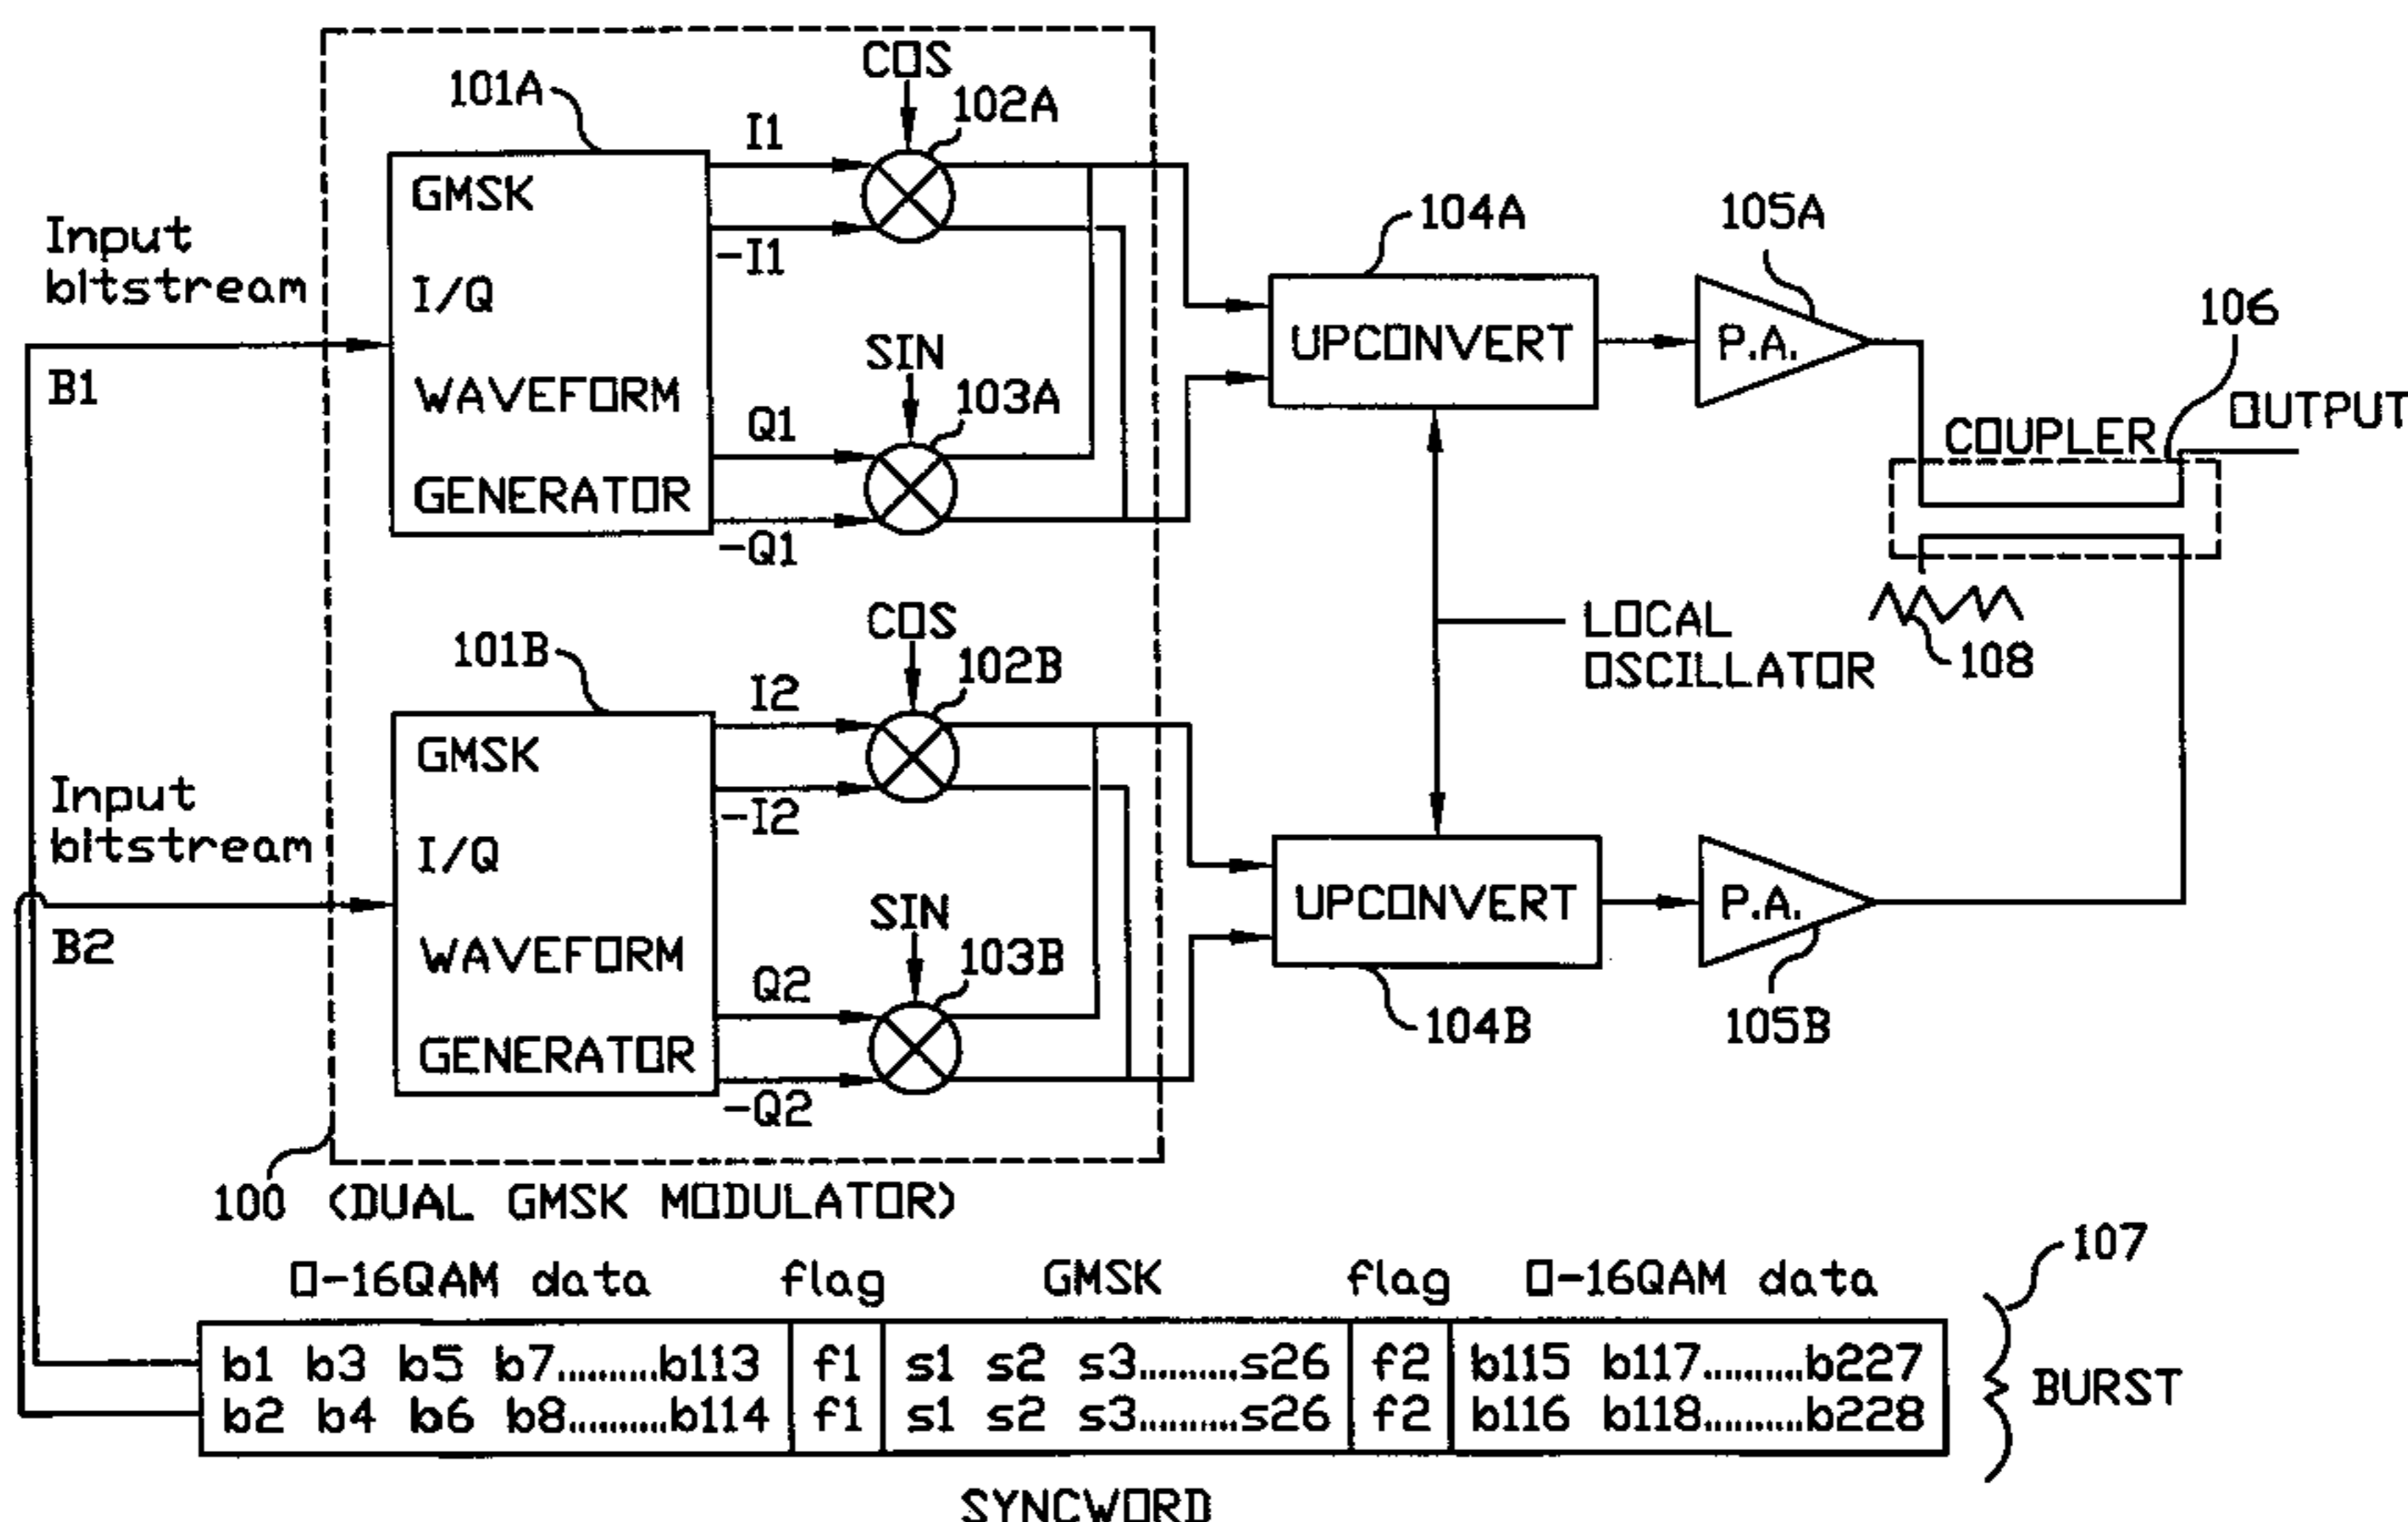 COS
101A
102A
I1
GMSK
-I1
Input
bitstream
I/Q
104A
105A
UPCONVERT
P.A.
106
SIN
B1
WAVEFORM
103A
Q1
OUTPUT
COUPLER
GENERATOR
-Q1
COS
101B
102B
LOCAL
OSCILLATOR
108
I2
GMSK
-I2
Input
bitstream
I/Q
SIN
UPCONVERT
P.A.
B2
WAVEFORM
103B
Q2
104B
105B
GENERATOR
-Q2
100 (DUAL GMSK MODULATOR)
107
O-16QAM data flag GMSK flag O-16QAM data
b1 b3 b5 b7.........b113 f1 s1 s2 s3.........s26 f2 b115 b117.........b227
BURST
b2 b4 b6 b8.........b114 f1 s1 s2 s3.........s26 f2 b116 b118.........b228
SYNCWORD